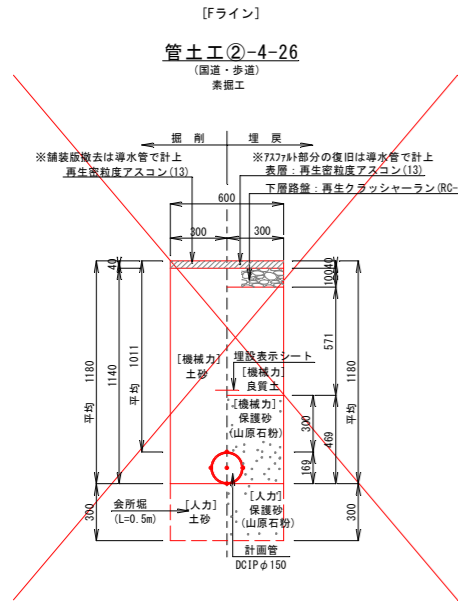 [Fライン]
管土工②-4-26
(国道・歩道)
素掘工
掘削 埋戻
※舗装版撤去は導水管で計上
再生密粒度アスコン(13)
※アスファルト部分の復旧は導水管で計上
表層：再生密粒度アスコン(13)
下層路盤：再生クラッシャーラン(RC-
600
300 300
40
1140
平均 1180
平均 1011
300
40
100
571
300
469
169
平均 1180
300
[機械力]
土砂
埋設表示シート
[機械力]
良質土
[機械力]
保護砂
(山原石粉)
会所堀
(L=0.5m)
[人力]
土砂
[人力]
保護砂
(山原石粉)
計画管
DCIPφ150